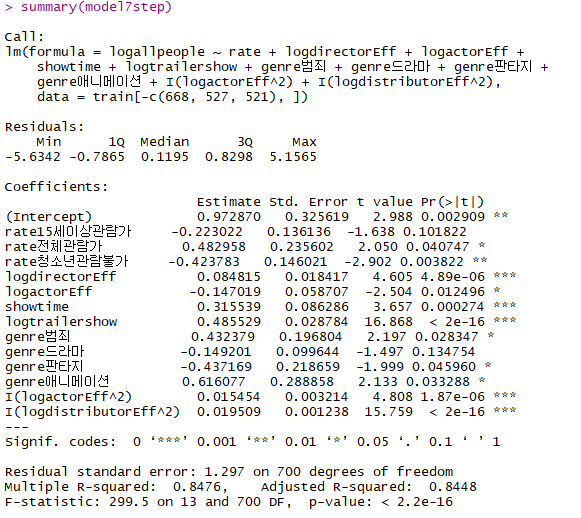 > summary(model7step)
Call:
lm(formula = logallpeople ~ rate + logdirectorEff + logactorEff +
    showtime + logtrailershow + genre범죄 + genre드라마 + genre판타지 +
    genre애니메이션 + I(logactorEff^2) + I(logdistributorEff^2),
    data = train[-c(668, 527, 521), ])
Residuals:
    Min      1Q  Median      3Q     Max
-5.6342 -0.7865  0.1195  0.8298  5.1565
Coefficients:
                        Estimate Std. Error t value Pr(>|t|)
(Intercept)             0.972870   0.325619   2.988 0.002909 **
rate15세이상관람가     -0.223022   0.136136  -1.638 0.101822
rate전체관람가          0.482958   0.235602   2.050 0.040747 *
rate청소년관람불가     -0.423783   0.146021  -2.902 0.003822 **
logdirectorEff          0.084815   0.018417   4.605 4.89e-06 ***
logactorEff            -0.147019   0.058707  -2.504 0.012496 *
showtime                0.315539   0.086286   3.657 0.000274 ***
logtrailershow          0.485529   0.028784  16.868  < 2e-16 ***
genre범죄               0.432379   0.196804   2.197 0.028347 *
genre드라마            -0.149201   0.099644  -1.497 0.134754
genre판타지            -0.437169   0.218659  -1.999 0.045960 *
genre애니메이션         0.616077   0.288858   2.133 0.033288 *
I(logactorEff^2)        0.015454   0.003214   4.808 1.87e-06 ***
I(logdistributorEff^2)  0.019509   0.001238  15.759  < 2e-16 ***
---
Signif. codes:  0 ‘***’ 0.001 ‘**’ 0.01 ‘*’ 0.05 ‘.’ 0.1 ‘ ’ 1
Residual standard error: 1.297 on 700 degrees of freedom
Multiple R-squared:  0.8476,    Adjusted R-squared:  0.8448
F-statistic: 299.5 on 13 and 700 DF,  p-value: < 2.2e-16